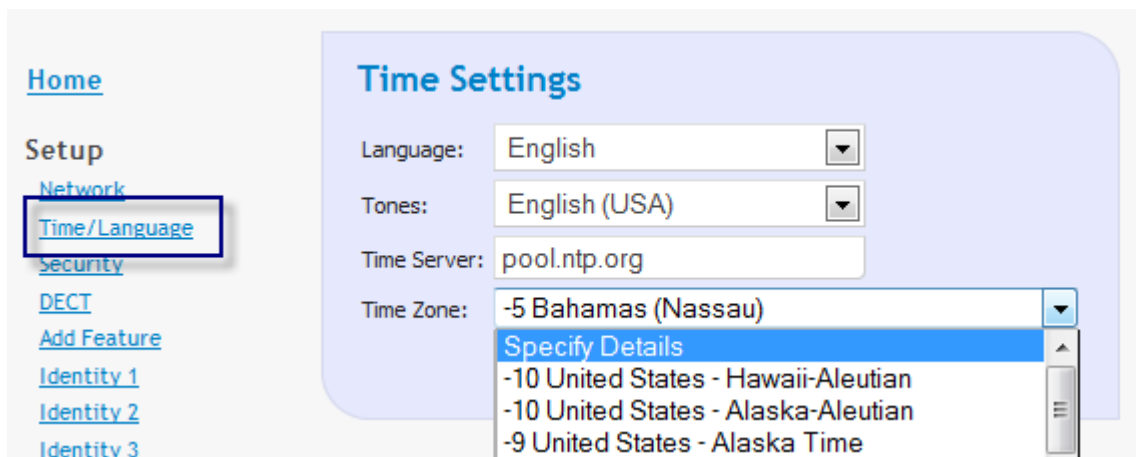 Home
Setup
Network
Time/Language
Security
DECT
Add Feature
Identity 1
Identity 2
Identity 3
Time Settings
Language: English
Tones: English (USA)
Time Server: pool.ntp.org
Time Zone: -5 Bahamas (Nassau)
Specify Details
-10 United States - Hawaii-Aleutian
-10 United States - Alaska-Aleutian
-9 United States - Alaska Time